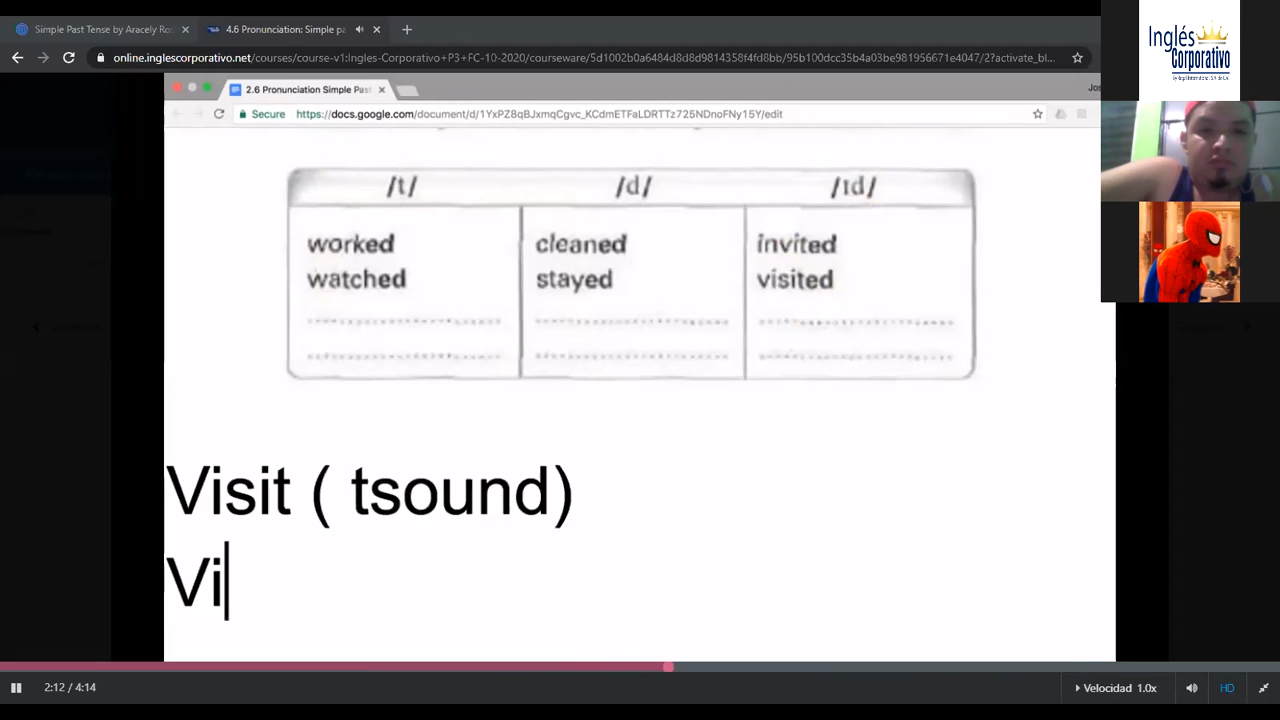 Simple Past Tense by Aracely Ros
4.6 Pronunciation: Simple pa
online.inglescorporativo.net/courses/course-v1:Ingles-Corporativo+P3+FC-10-2020/courseware/5d1002b0a6484d8d8d9814358f4fd8bb/95b100dcc35b4a03be981956671e4047/2?activate_bl...
Inglés
Corporativo
2.6 Pronunciation Simple Past
Jos
Secure https://docs.google.com/document/d/1YxPZ8qBJxmqCgvc_KCdmETFaLDRTTz725NDnoFNy15Y/edit
/t/ /d/ /ɪd/
worked cleaned invited
watched stayed visited
Visit ( tsound)
Vi
2:12 / 4:14
Velocidad 1.0x
HD